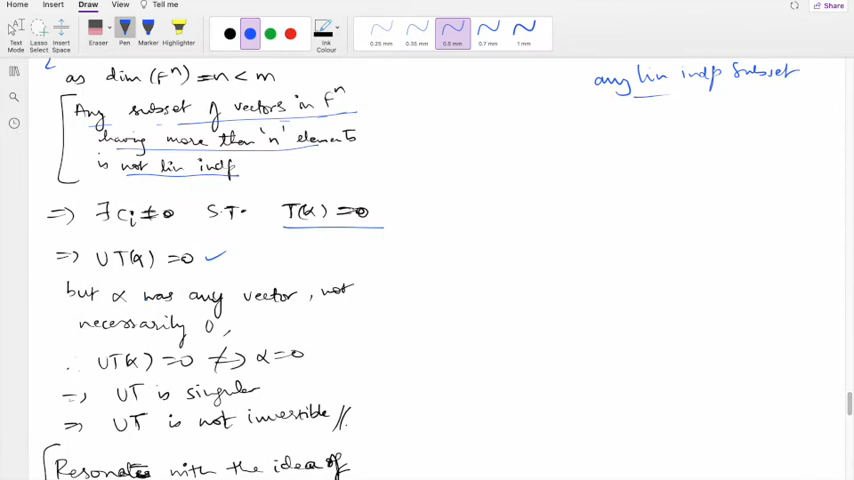 Home Insert Draw View Tell me
Share
Text Mode
Lasso Select
Insert Space
Eraser
Pen
Marker
Highlighter
Ink Colour
0.25 mm
0.35 mm
0.5 mm
0.7 mm
1 mm
any lin indp Subset
as dim (Fⁿ) = n < m
Any subset of vectors in Fⁿ
having more than 'n' elements
is not lin indp
=> ∃ cᵢ ≠ 0 S.T. T(α) = 0
=> UT(α) = 0 ✓
but α was any vector, not
necessarily 0,
∴ UT(α) = 0 ≠> α = 0
=> UT is singular
=> UT is not invertible //.
[Resonates with the idea of